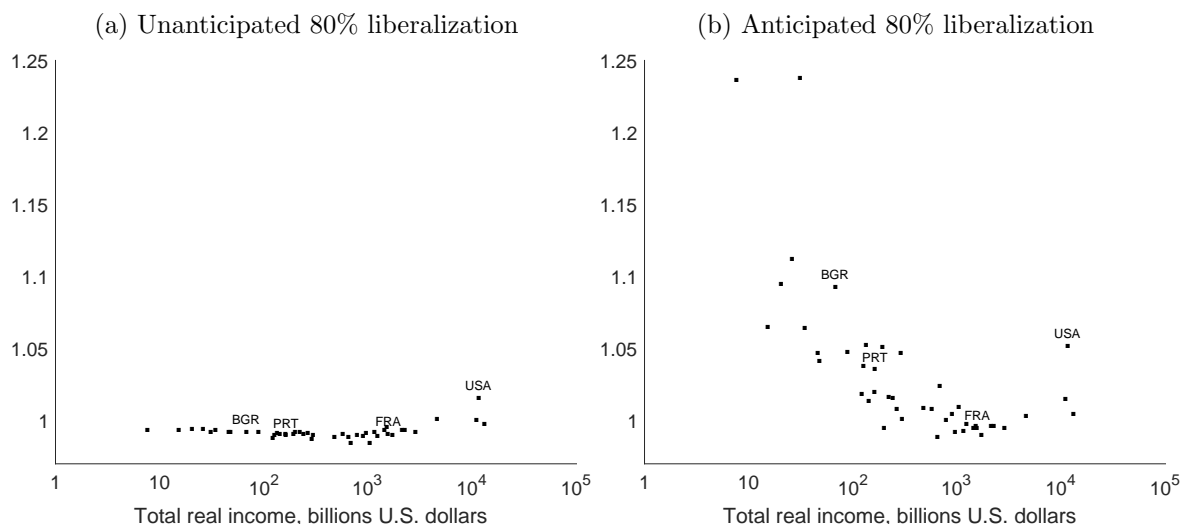 (a) Unanticipated 80% liberalization
1.25
1.2
1.15
1.1
1.05
1
BGR
PRT
FRA
USA
1
10
10^2
10^3
10^4
10^5
Total real income, billions U.S. dollars
(b) Anticipated 80% liberalization
1.25
1.2
1.15
1.1
1.05
1
BGR
PRT
FRA
USA
1
10
10^2
10^3
10^4
10^5
Total real income, billions U.S. dollars